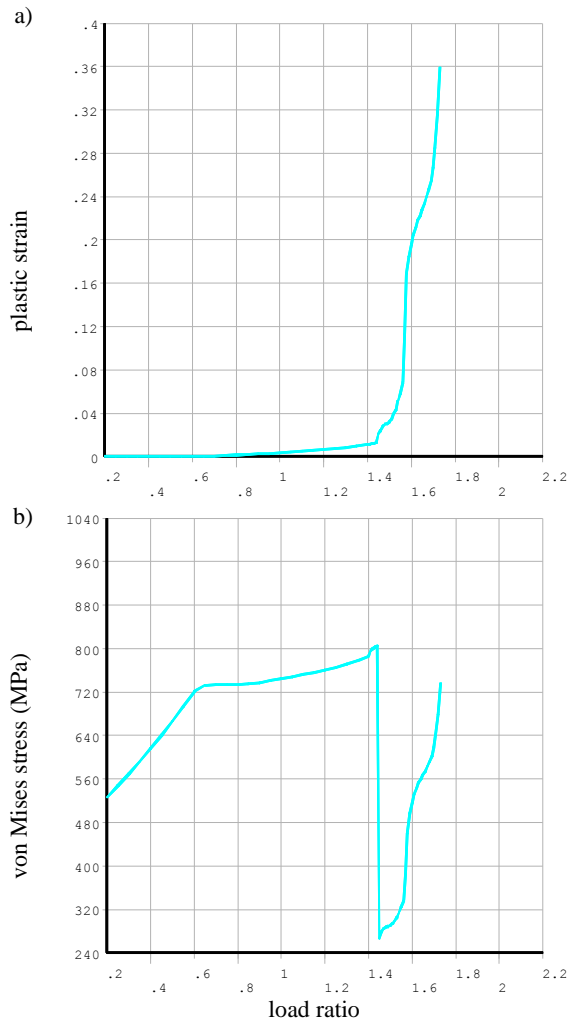 a)
.4
.36
.32
.28
.24
.2
.16
.12
.08
.04
0
plastic strain
.2 .6 1 1.4 1.8 2.2
.4 .8 1.2 1.6 2
b)
1040
960
880
800
720
640
560
480
400
320
240
von Mises stress (MPa)
.2 .6 1 1.4 1.8 2.2
.4 .8 1.2 1.6 2
load ratio